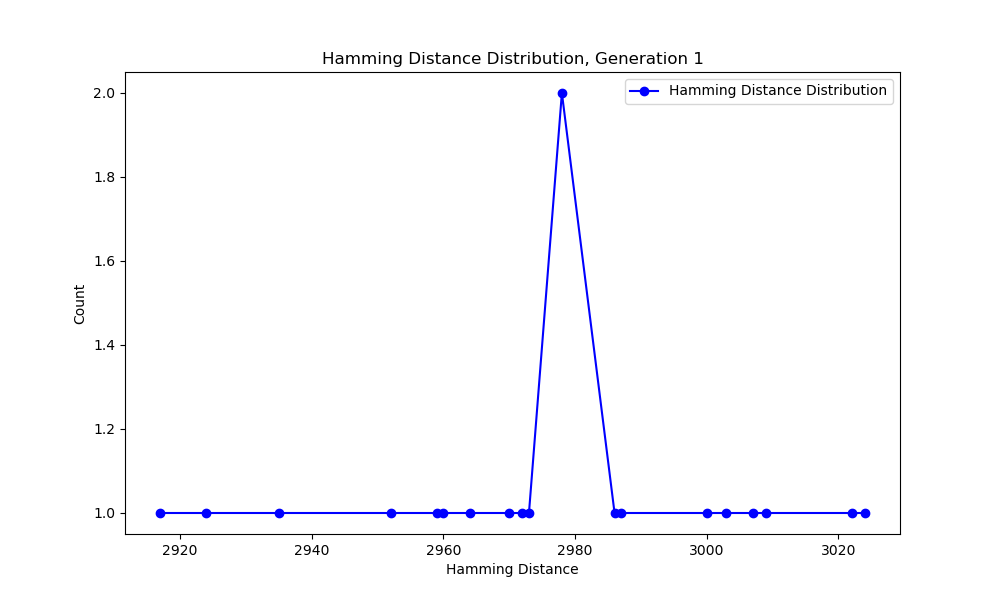 Hamming Distance Distribution, Generation 1
Hamming Distance Distribution
2.0
1.8
1.6
1.4
1.2
1.0
Count
2920 2940 2960 2980 3000 3020
Hamming Distance